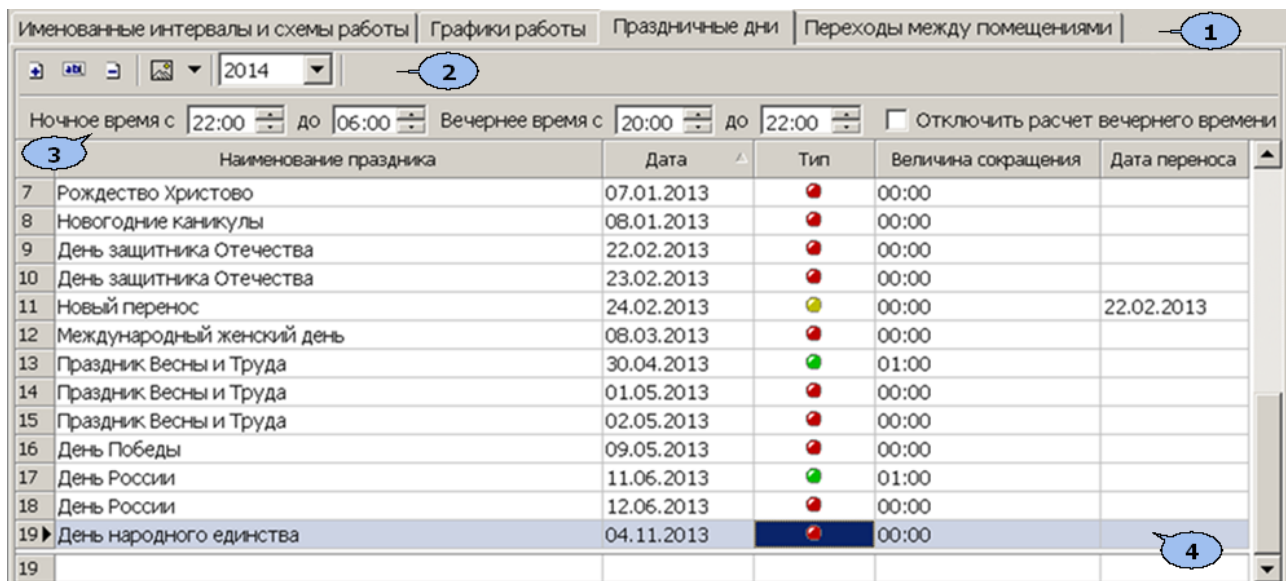 Именованные интервалы и схемы работы Графики работы Праздничные дни Переходы между помещениями 1
abl 2014 2
Ночное время с 22:00 до 06:00 Вечернее время с 20:00 до 22:00 Отключить расчет вечернего времени
3 Наименование праздника Дата Тип Величина сокращения Дата переноса
7 Рождество Христово 07.01.2013 00:00
8 Новогодние каникулы 08.01.2013 00:00
9 День защитника Отечества 22.02.2013 00:00
10 День защитника Отечества 23.02.2013 00:00
11 Новый перенос 24.02.2013 00:00 22.02.2013
12 Международный женский день 08.03.2013 00:00
13 Праздник Весны и Труда 30.04.2013 01:00
14 Праздник Весны и Труда 01.05.2013 00:00
15 Праздник Весны и Труда 02.05.2013 00:00
16 День Победы 09.05.2013 00:00
17 День России 11.06.2013 01:00
18 День России 12.06.2013 00:00
19 День народного единства 04.11.2013 00:00 4
19